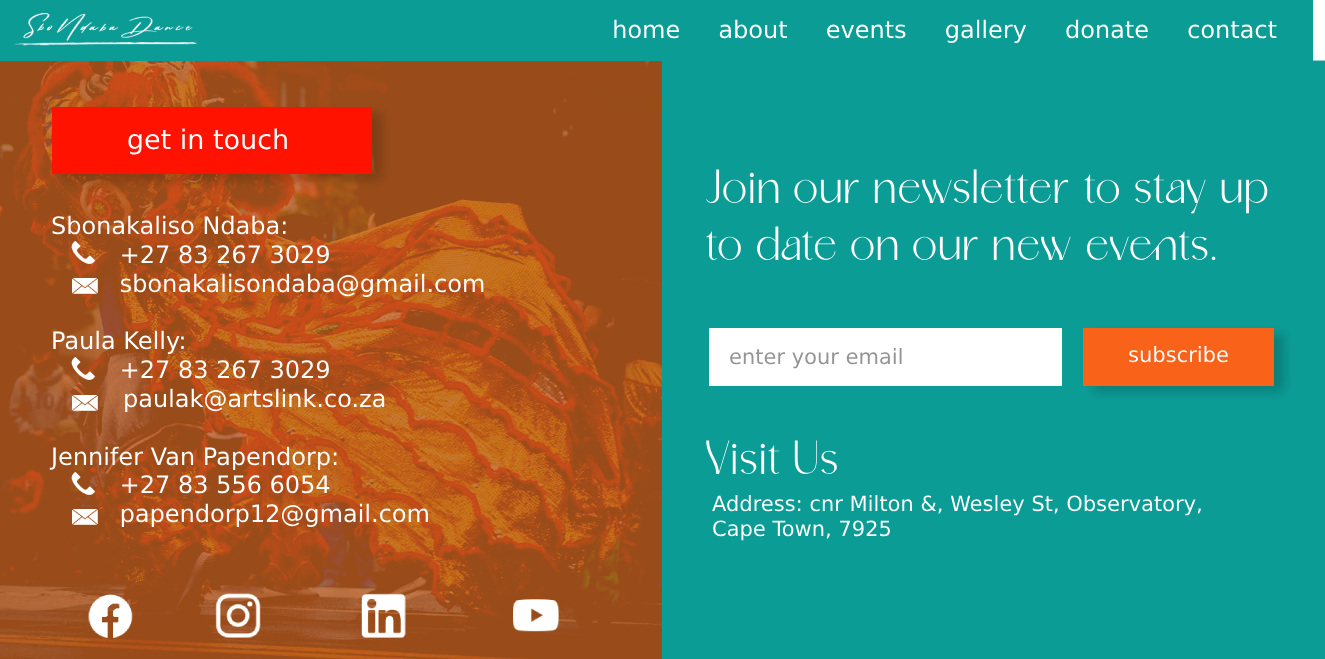 Sbo Ndaba Dance
home about events gallery donate contact
get in touch
Sbonakaliso Ndaba:
+27 83 267 3029
sbonakalisondaba@gmail.com
Paula Kelly:
+27 83 267 3029
paulak@artslink.co.za
Jennifer Van Papendorp:
+27 83 556 6054
papendorp12@gmail.com
in
Join our newsletter to stay up
to date on our new events.
enter your email
subscribe
Visit Us
Address: cnr Milton &, Wesley St, Observatory,
Cape Town, 7925